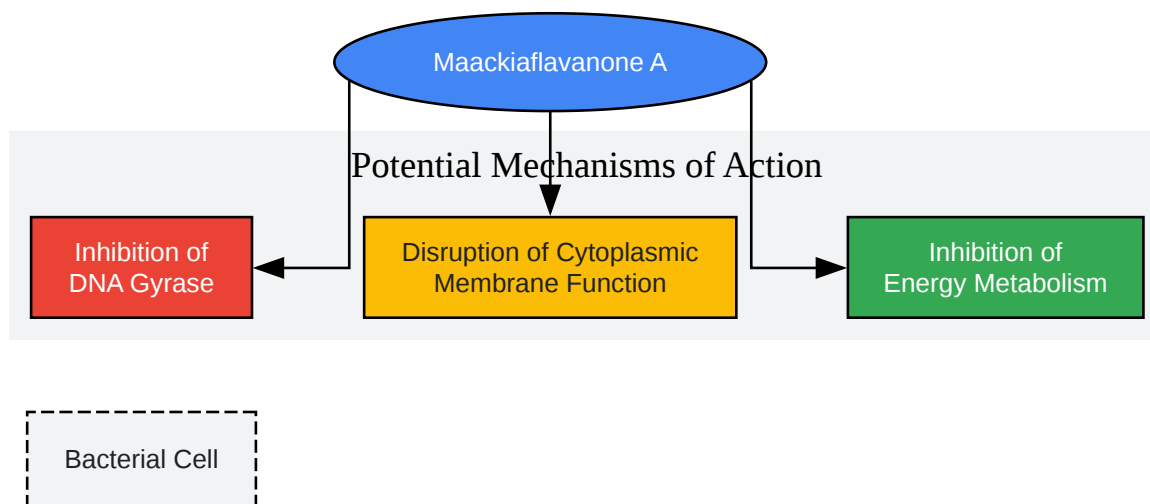 Maackiaflavanone A
Potential Mechanisms of Action
Inhibition of
DNA Gyrase
Disruption of Cytoplasmic
Membrane Function
Inhibition of
Energy Metabolism
Bacterial Cell